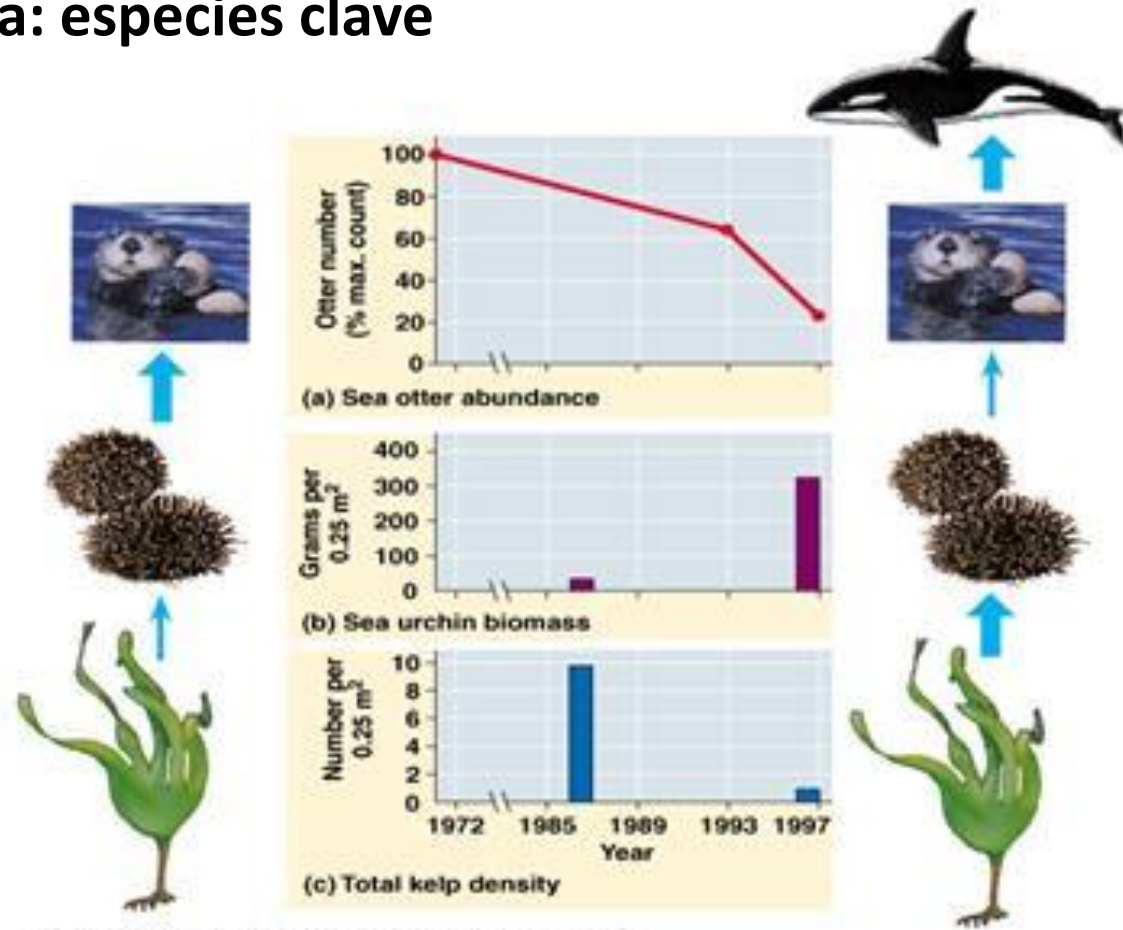 a: especies clave
100
80
60
40
20
0
Otter number
(% max. count)
(a) Sea otter abundance
400
300
200
100
0
Grams per
0.25 m²
(b) Sea urchin biomass
10
8
6
4
2
0
Number per
0.25 m²
1972 1985 1989 1993 1997
Year
(c) Total kelp density